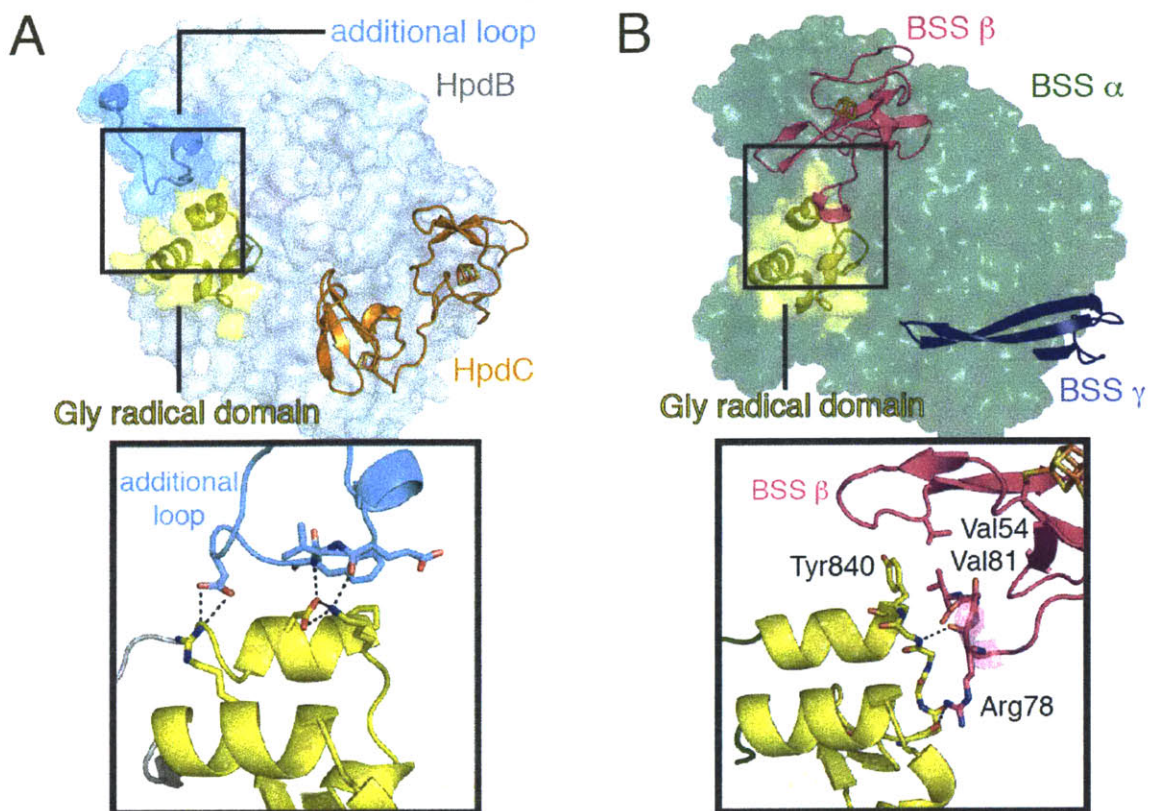 A
additional loop
HpdB
HpdC
Gly radical domain
additional
loop
B
BSS β
BSS α
BSS γ
Gly radical domain
BSS β
Val54
Val81
Tyr840
Arg78